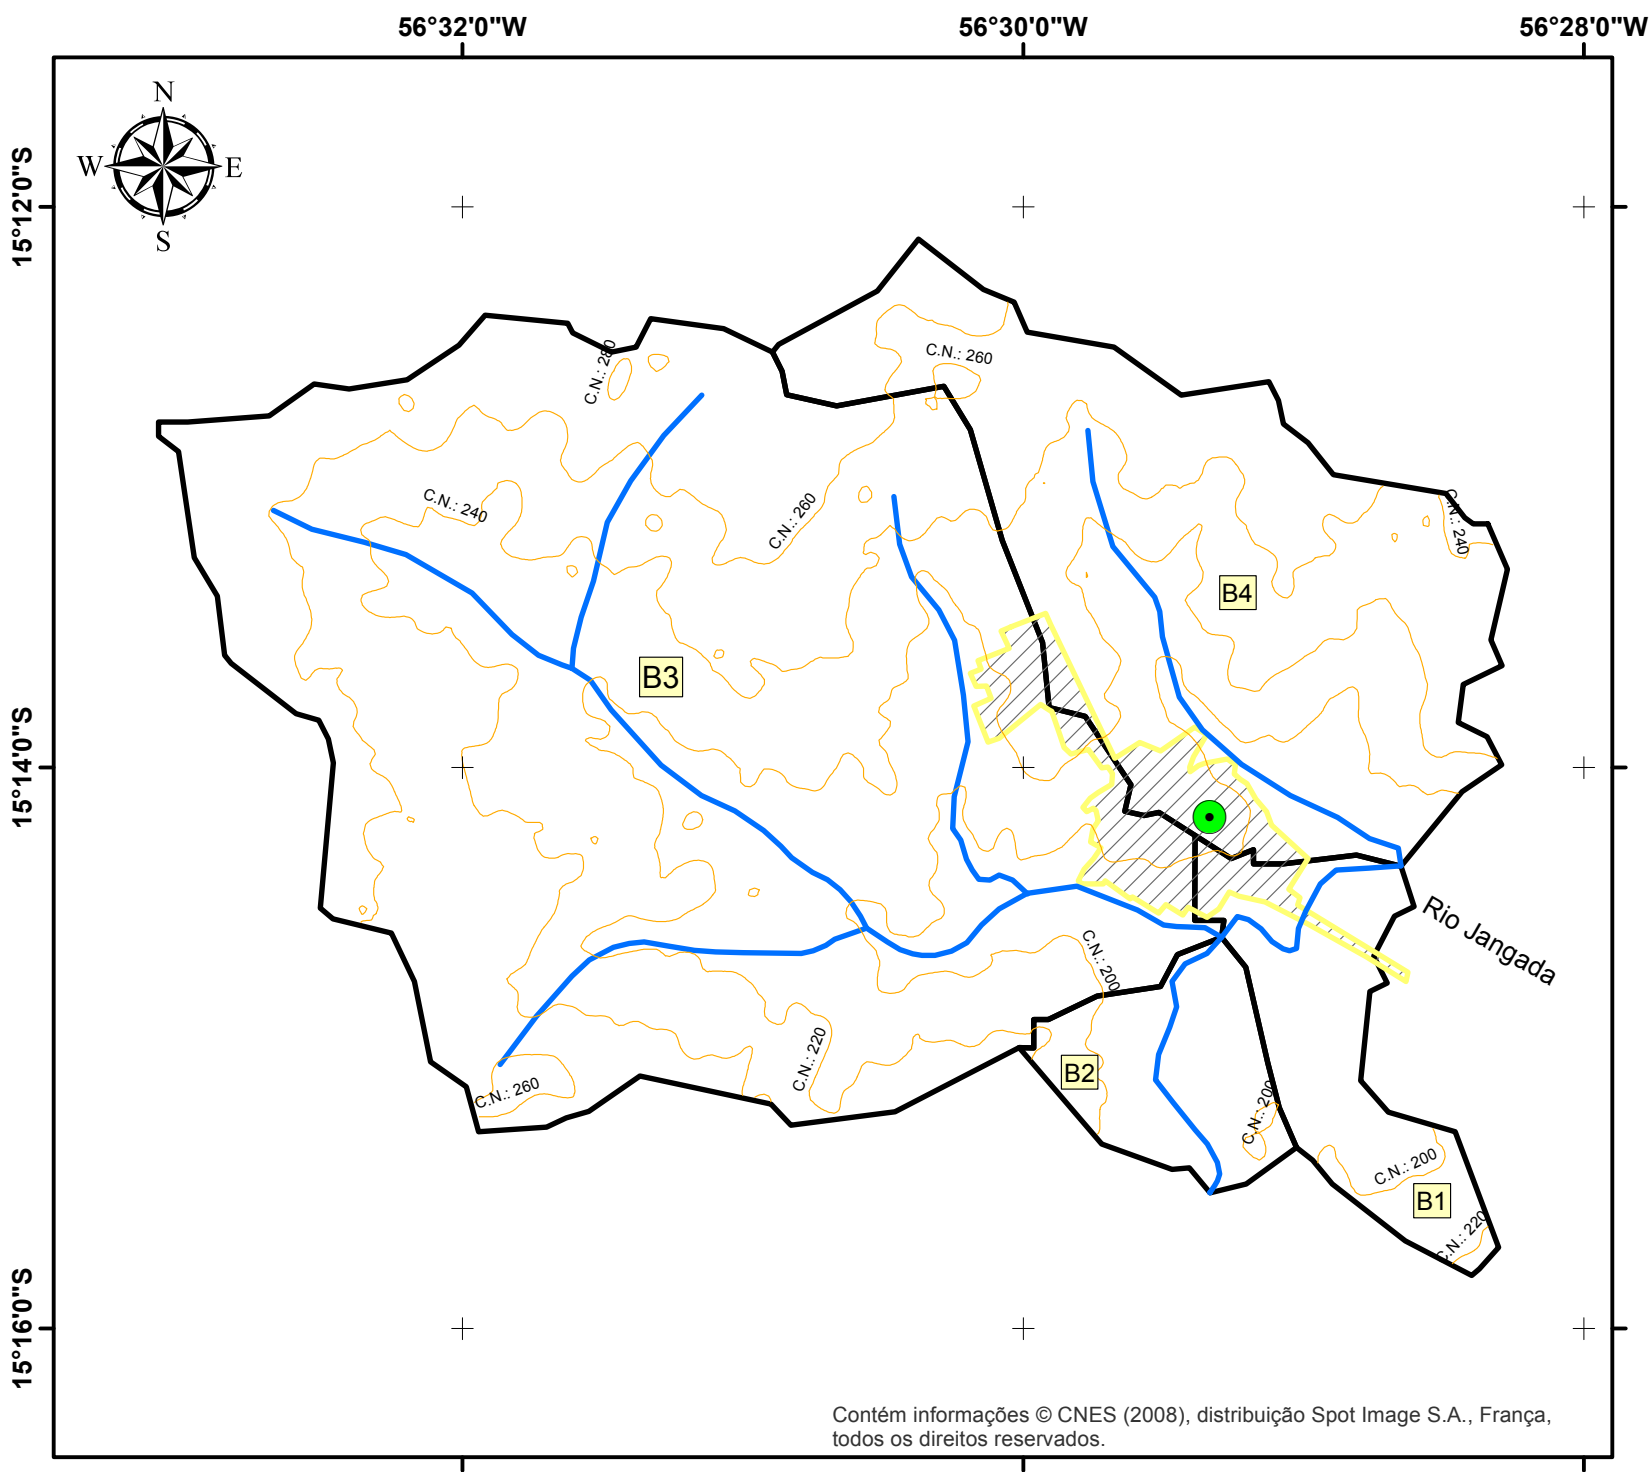 56°32'0"W
56°30'0"W
56°28'0"W
N
W
E
S
15°12'0"S
C.N.: 280
C.N.: 260
C.N.: 240
C.N.: 260
C.N.: 240
B4
B3
15°14'0"S
Rio Jangada
C.N.: 200
C.N.: 220
B2
C.N.: 260
C.N.: 200
C.N.: 200
B1
C.N.: 220
15°16'0"S
Contém informações © CNES (2008), distribuição Spot Image S.A., França,
todos os direitos reservados.